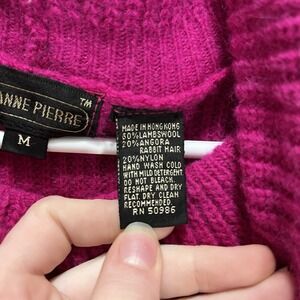 ANNE PIERRE™
M
MADE IN HONG KONG
60% LAMBSWOOL
20% ANGORA
RABBIT HAIR
20% NYLON
HAND WASH COLD
WITH MILD DETERGENT.
DO NOT BLEACH.
RESHAPE AND DRY
FLAT. DRY CLEAN
RECOMMENDED.
RN 50986